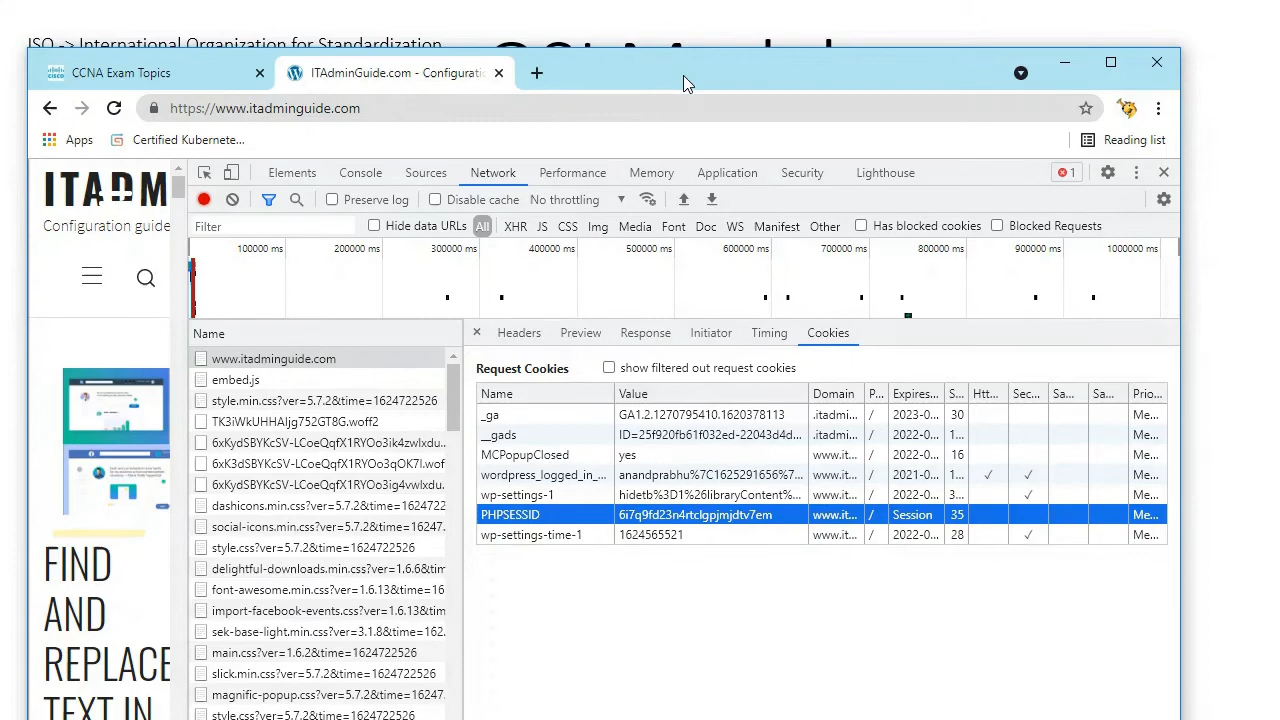 ISO -> International Organization for Standardization
CCNA Exam Topics
ITAdminGuide.com - Configuratio
https://www.itadminguide.com
Apps
Certified Kubernete...
Reading list
ITADM
Configuration guide
FIND
AND
REPLACE
TEXT IN
Elements Console Sources Network Performance Memory Application Security Lighthouse 1
Preserve log Disable cache No throttling
Filter Hide data URLs All XHR JS CSS Img Media Font Doc WS Manifest Other Has blocked cookies Blocked Requests
100000 ms 200000 ms 300000 ms 400000 ms 500000 ms 600000 ms 700000 ms 800000 ms 900000 ms 1000000 ms
Name
www.itadminguide.com
embed.js
style.min.css?ver=5.7.2&time=1624722526
TK3iWkUHHAIjg752GT8G.woff2
6xKydSBYKcSV-LCoeQqfX1RYOo3ik4zwlxdu...
6xK3dSBYKcSV-LCoeQqfX1RYOo3qOK7l.wof
6xKydSBYKcSV-LCoeQqfX1RYOo3ig4vwlxdu.
dashicons.min.css?ver=5.7.2&time=162472
social-icons.min.css?ver=5.7.2&time=1624
style.css?ver=5.7.2&time=1624722526
delightful-downloads.min.css?ver=1.6.6&tim
font-awesome.min.css?ver=1.6.13&time=16
import-facebook-events.css?ver=1.6.13&tim
sek-base-light.min.css?ver=3.1.8&time=162.
main.css?ver=1.6.2&time=1624722526
slick.min.css?ver=5.7.2&time=1624722526
magnific-popup.css?ver=5.7.2&time=16247
style.css?ver=5.7.2&time=1624722526
Headers Preview Response Initiator Timing Cookies
Request Cookies show filtered out request cookies
Name Value Domain P... Expires... S... Htt... Sec... Sa... Sa... Prio...
_ga GA1.2.1270795410.1620378113 .itadmi... / 2023-0... 30 Me...
__gads ID=25f920fb61f032ed-22043d4d... .itadmi... / 2022-0... 1... Me...
MCPopupClosed yes www.it... / 2022-0... 16 Me...
wordpress_logged_in_... anandprabhu%7C1625291656%7... www.it... / 2021-0... 1... ✓ ✓ Me...
wp-settings-1 hidetb%3D1%26libraryContent%... www.it... / 2022-0... 3... ✓ Me...
PHPSESSID 6i7q9fd23n4rtclgpjmjdtv7em www.it... / Session 35 Me...
wp-settings-time-1 1624565521 www.it... / 2022-0... 28 ✓ Me...